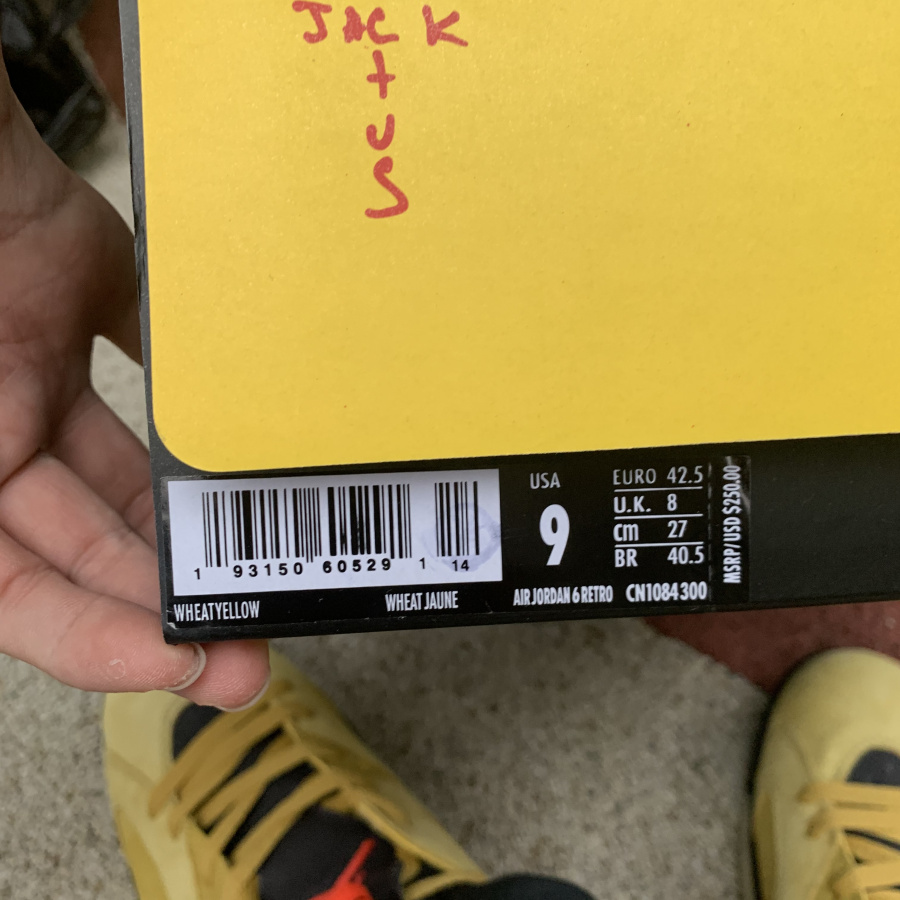 JACK
T
U
S
USA
9
EURO 42.5
U.K. 8
cm 27
BR 40.5
MSRP/USD $250.00
1 93150 60529 1 14
WHEATYELLOW
WHEAT JAUNE
AIR JORDAN 6 RETRO
CN1084300